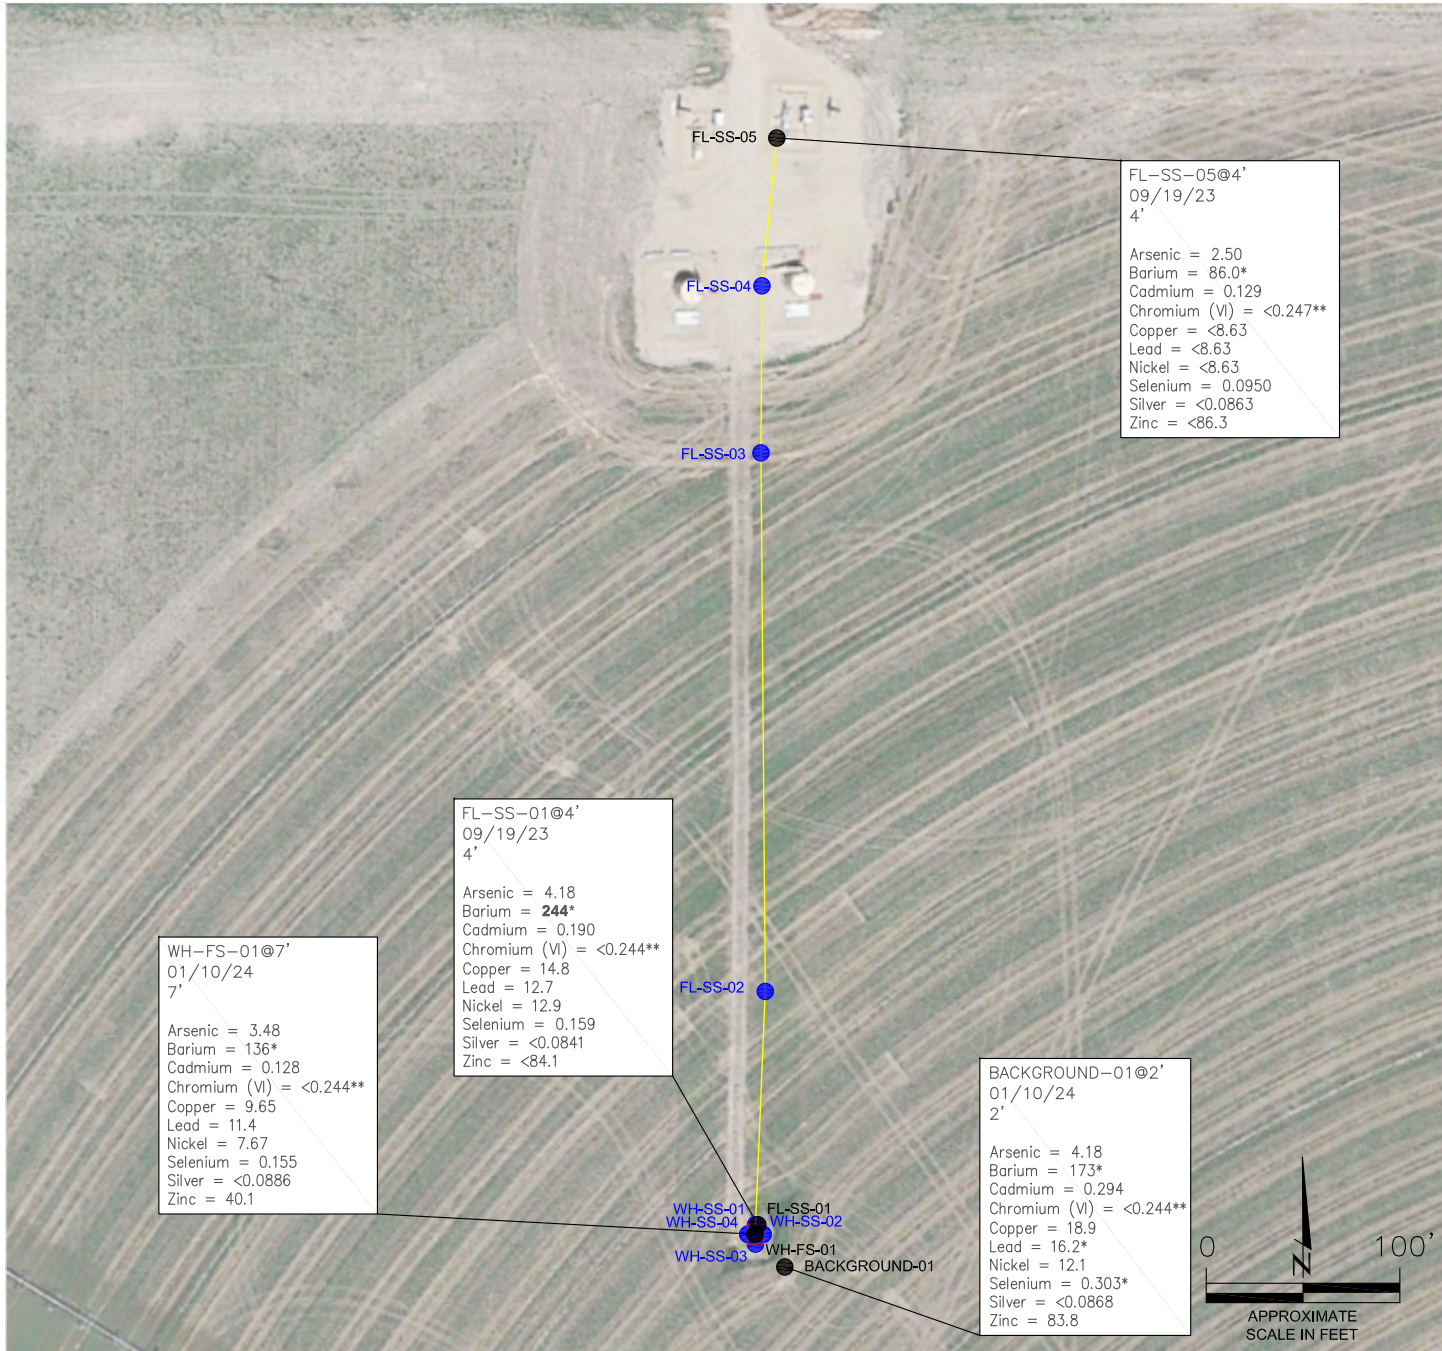 FL-SS-05
FL-SS-05@4'
09/19/23
4'
Arsenic = 2.50
Barium = 86.0*
Cadmium = 0.129
Chromium (VI) = <0.247**
Copper = <8.63
Lead = <8.63
Nickel = <8.63
Selenium = 0.0950
Silver = <0.0863
Zinc = <86.3
FL-SS-04
FL-SS-03
FL-SS-01@4'
09/19/23
4'
Arsenic = 4.18
Barium = 244*
Cadmium = 0.190
Chromium (VI) = <0.244**
Copper = 14.8
Lead = 12.7
Nickel = 12.9
Selenium = 0.159
Silver = <0.0841
Zinc = <84.1
WH-FS-01@7'
01/10/24
7'
Arsenic = 3.48
Barium = 136*
Cadmium = 0.128
Chromium (VI) = <0.244**
Copper = 9.65
Lead = 11.4
Nickel = 7.67
Selenium = 0.155
Silver = <0.0886
Zinc = 40.1
FL-SS-02
BACKGROUND-01@2'
01/10/24
2'
Arsenic = 4.18
Barium = 173*
Cadmium = 0.294
Chromium (VI) = <0.244**
Copper = 18.9
Lead = 16.2*
Nickel = 12.1
Selenium = 0.303*
Silver = <0.0868
Zinc = 83.8
WH-SS-01
FL-SS-01
WH-SS-04
WH-SS-02
WH-SS-03
WH-FS-01
BACKGROUND-01
0
100'
N
APPROXIMATE
SCALE IN FEET